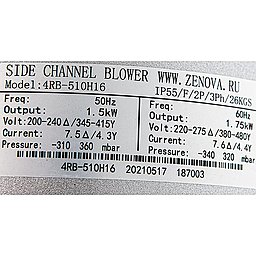 SIDE CHANNEL BLOWER WWW.ZENOVA.RU
Model:4RB-510H16 IP55/F/2P/3Ph/26KGS
Freq: 50Hz Freq: 60Hz
Output: 1.5kW Output: 1.75kW
Volt:200-240△/345-415Y Volt: 220-275△/380-480Y
Current: 7.5△/4.3Y Current: 7.6△/4.4Y
Pressure: -310 360 mbar Pressure: -340 320 mbar
4RB-510H16 20210517 187003